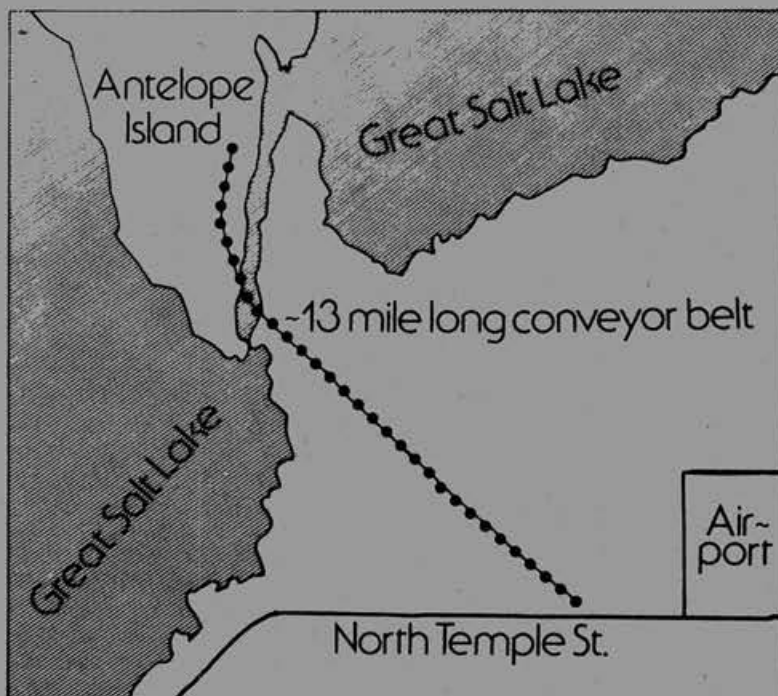 Antelope
Island
Great Salt Lake
~13 mile long conveyor belt
Great Salt Lake
Air~
port
North Temple St.